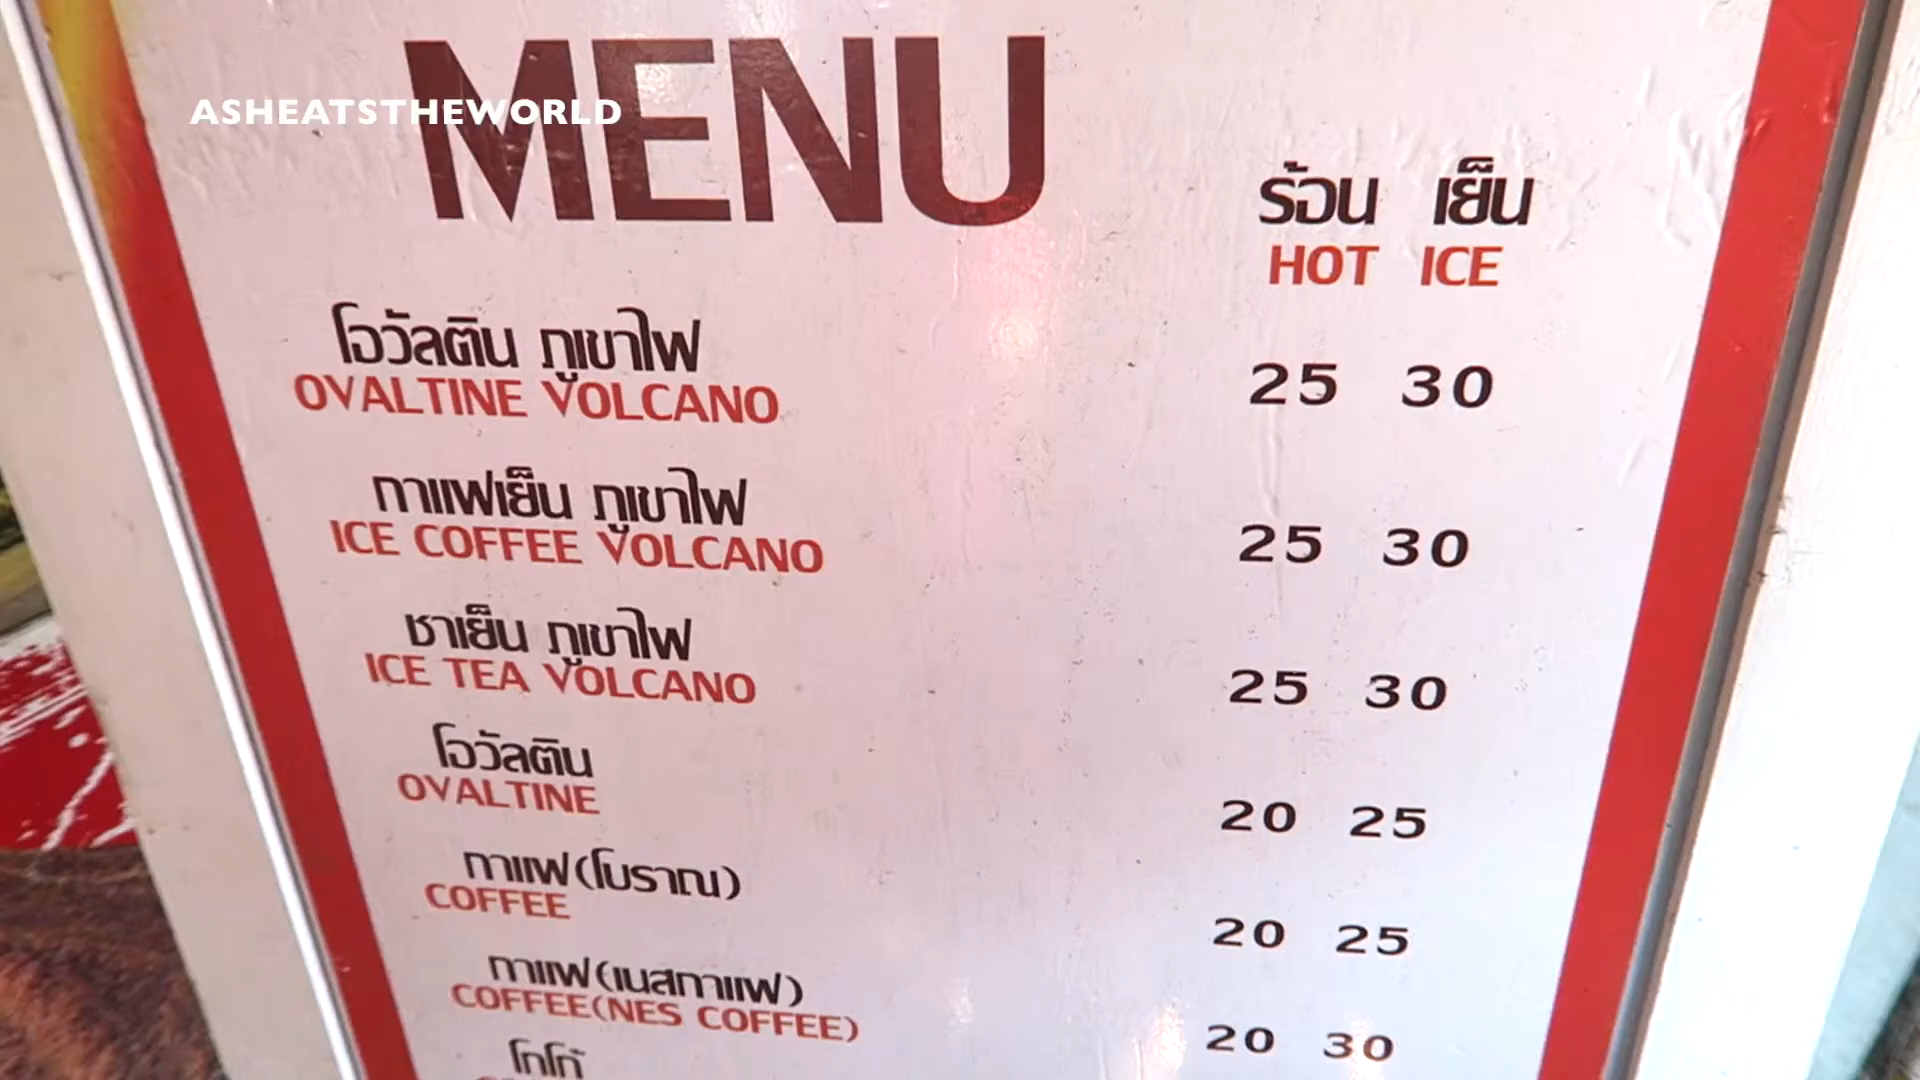 MENU
ASHEATSTHEWORLD
ร้อน เย็น
HOT ICE
โอวัลติน ภูเขาไฟ
OVALTINE VOLCANO 25 30
กาแฟเย็น ภูเขาไฟ
ICE COFFEE VOLCANO 25 30
ชาเย็น ภูเขาไฟ
ICE TEA VOLCANO 25 30
โอวัลติน
OVALTINE 20 25
กาแฟ(โบราณ)
COFFEE 20 25
กาแฟ(เนสกาแฟ)
COFFEE(NES COFFEE) 20 30
โกโก้